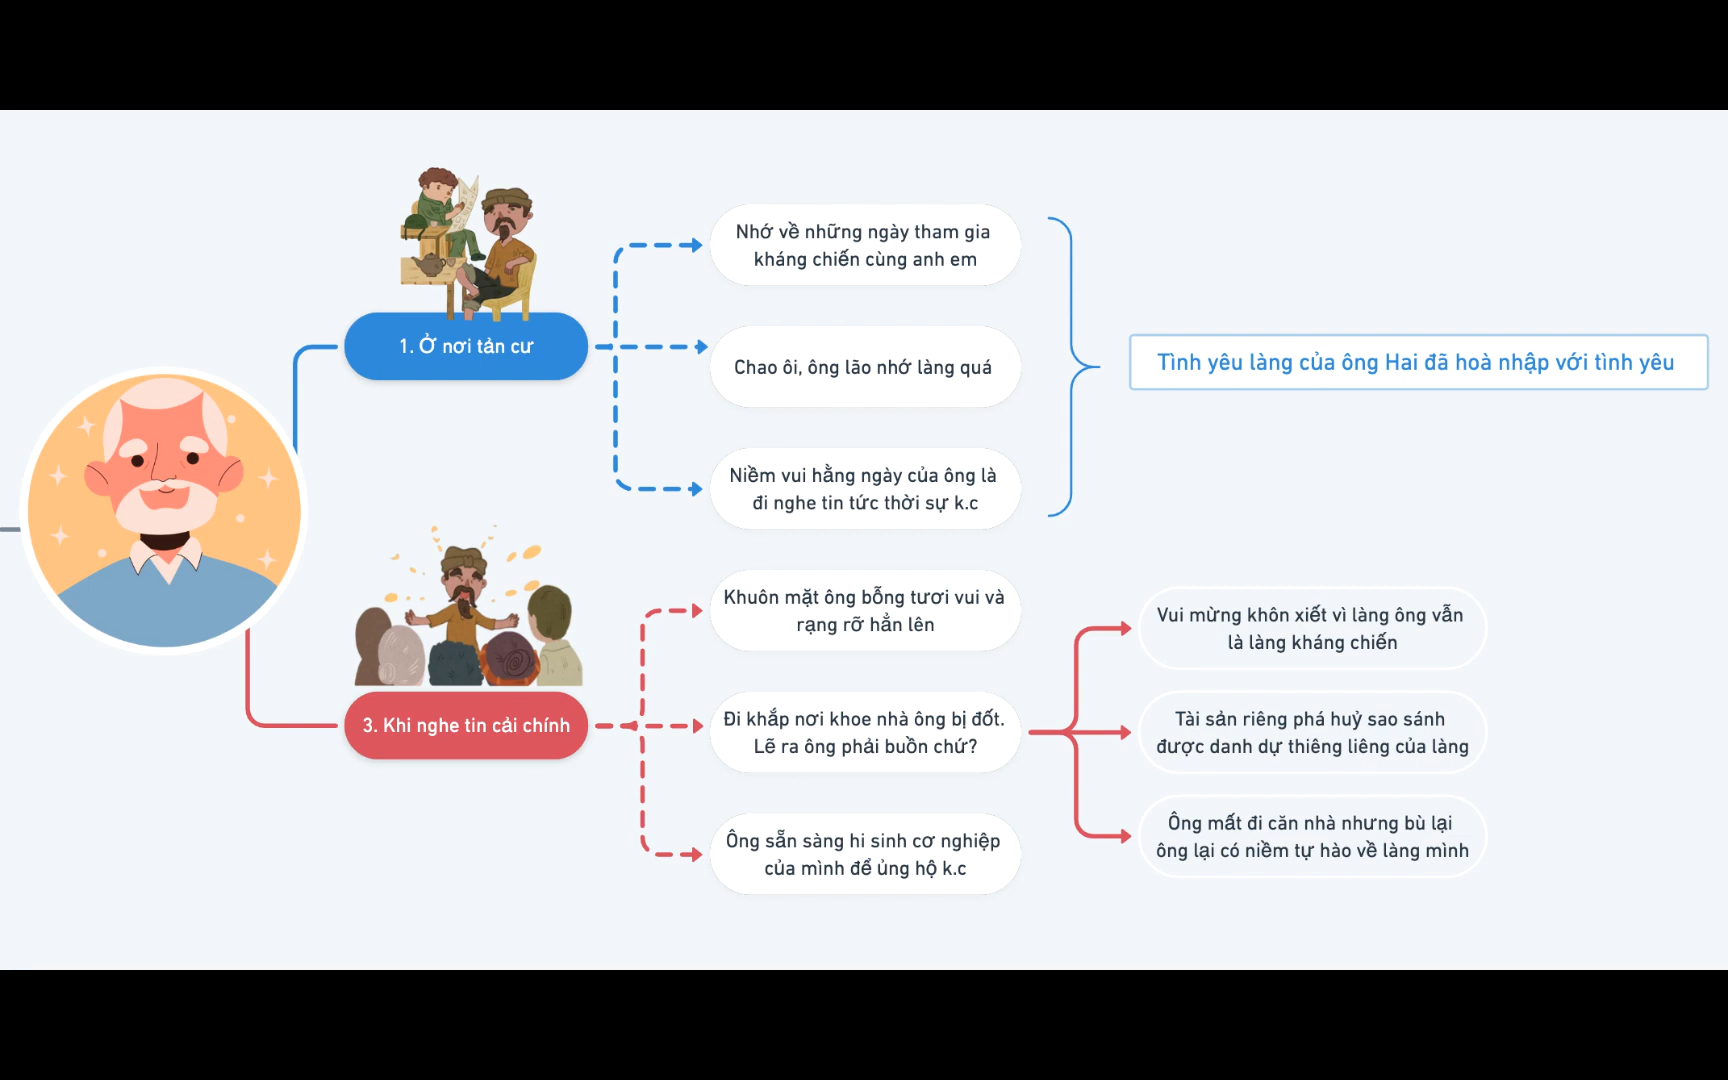 1. Ở nơi tản cư
Nhớ về những ngày tham gia
kháng chiến cùng anh em
Chao ôi, ông lão nhớ làng quá
Niềm vui hằng ngày của ông là
đi nghe tin tức thời sự k.c
Tình yêu làng của ông Hai đã hoà nhập với tình yêu
3. Khi nghe tin cải chính
Khuôn mặt ông bỗng tươi vui và
rạng rỡ hẳn lên
Đi khắp nơi khoe nhà ông bị đốt.
Lẽ ra ông phải buồn chứ?
Ông sẵn sàng hi sinh cơ nghiệp
của mình để ủng hộ k.c
Vui mừng khôn xiết vì làng ông vẫn
là làng kháng chiến
Tài sản riêng phá huỷ sao sánh
được danh dự thiêng liêng của làng
Ông mất đi căn nhà nhưng bù lại
ông lại có niềm tự hào về làng mình